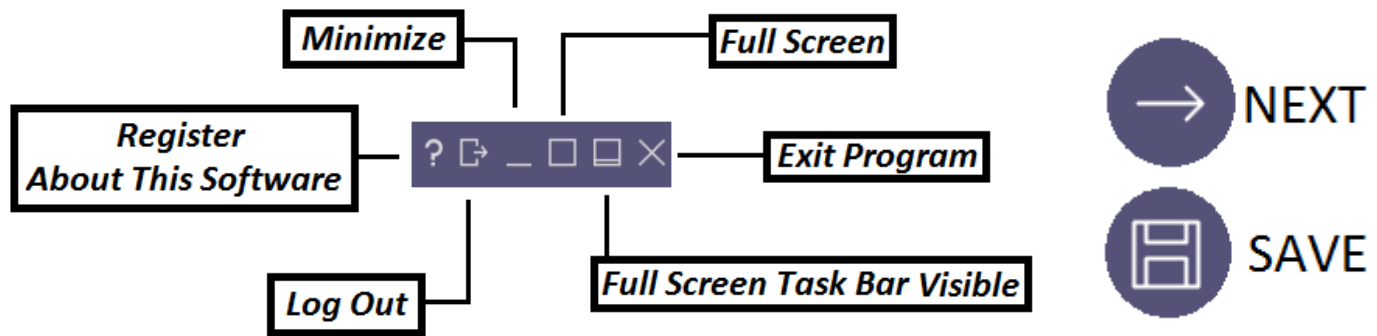 Minimize
Full Screen
Register
About This Software
?
Exit Program
Log Out
Full Screen Task Bar Visible
NEXT
SAVE